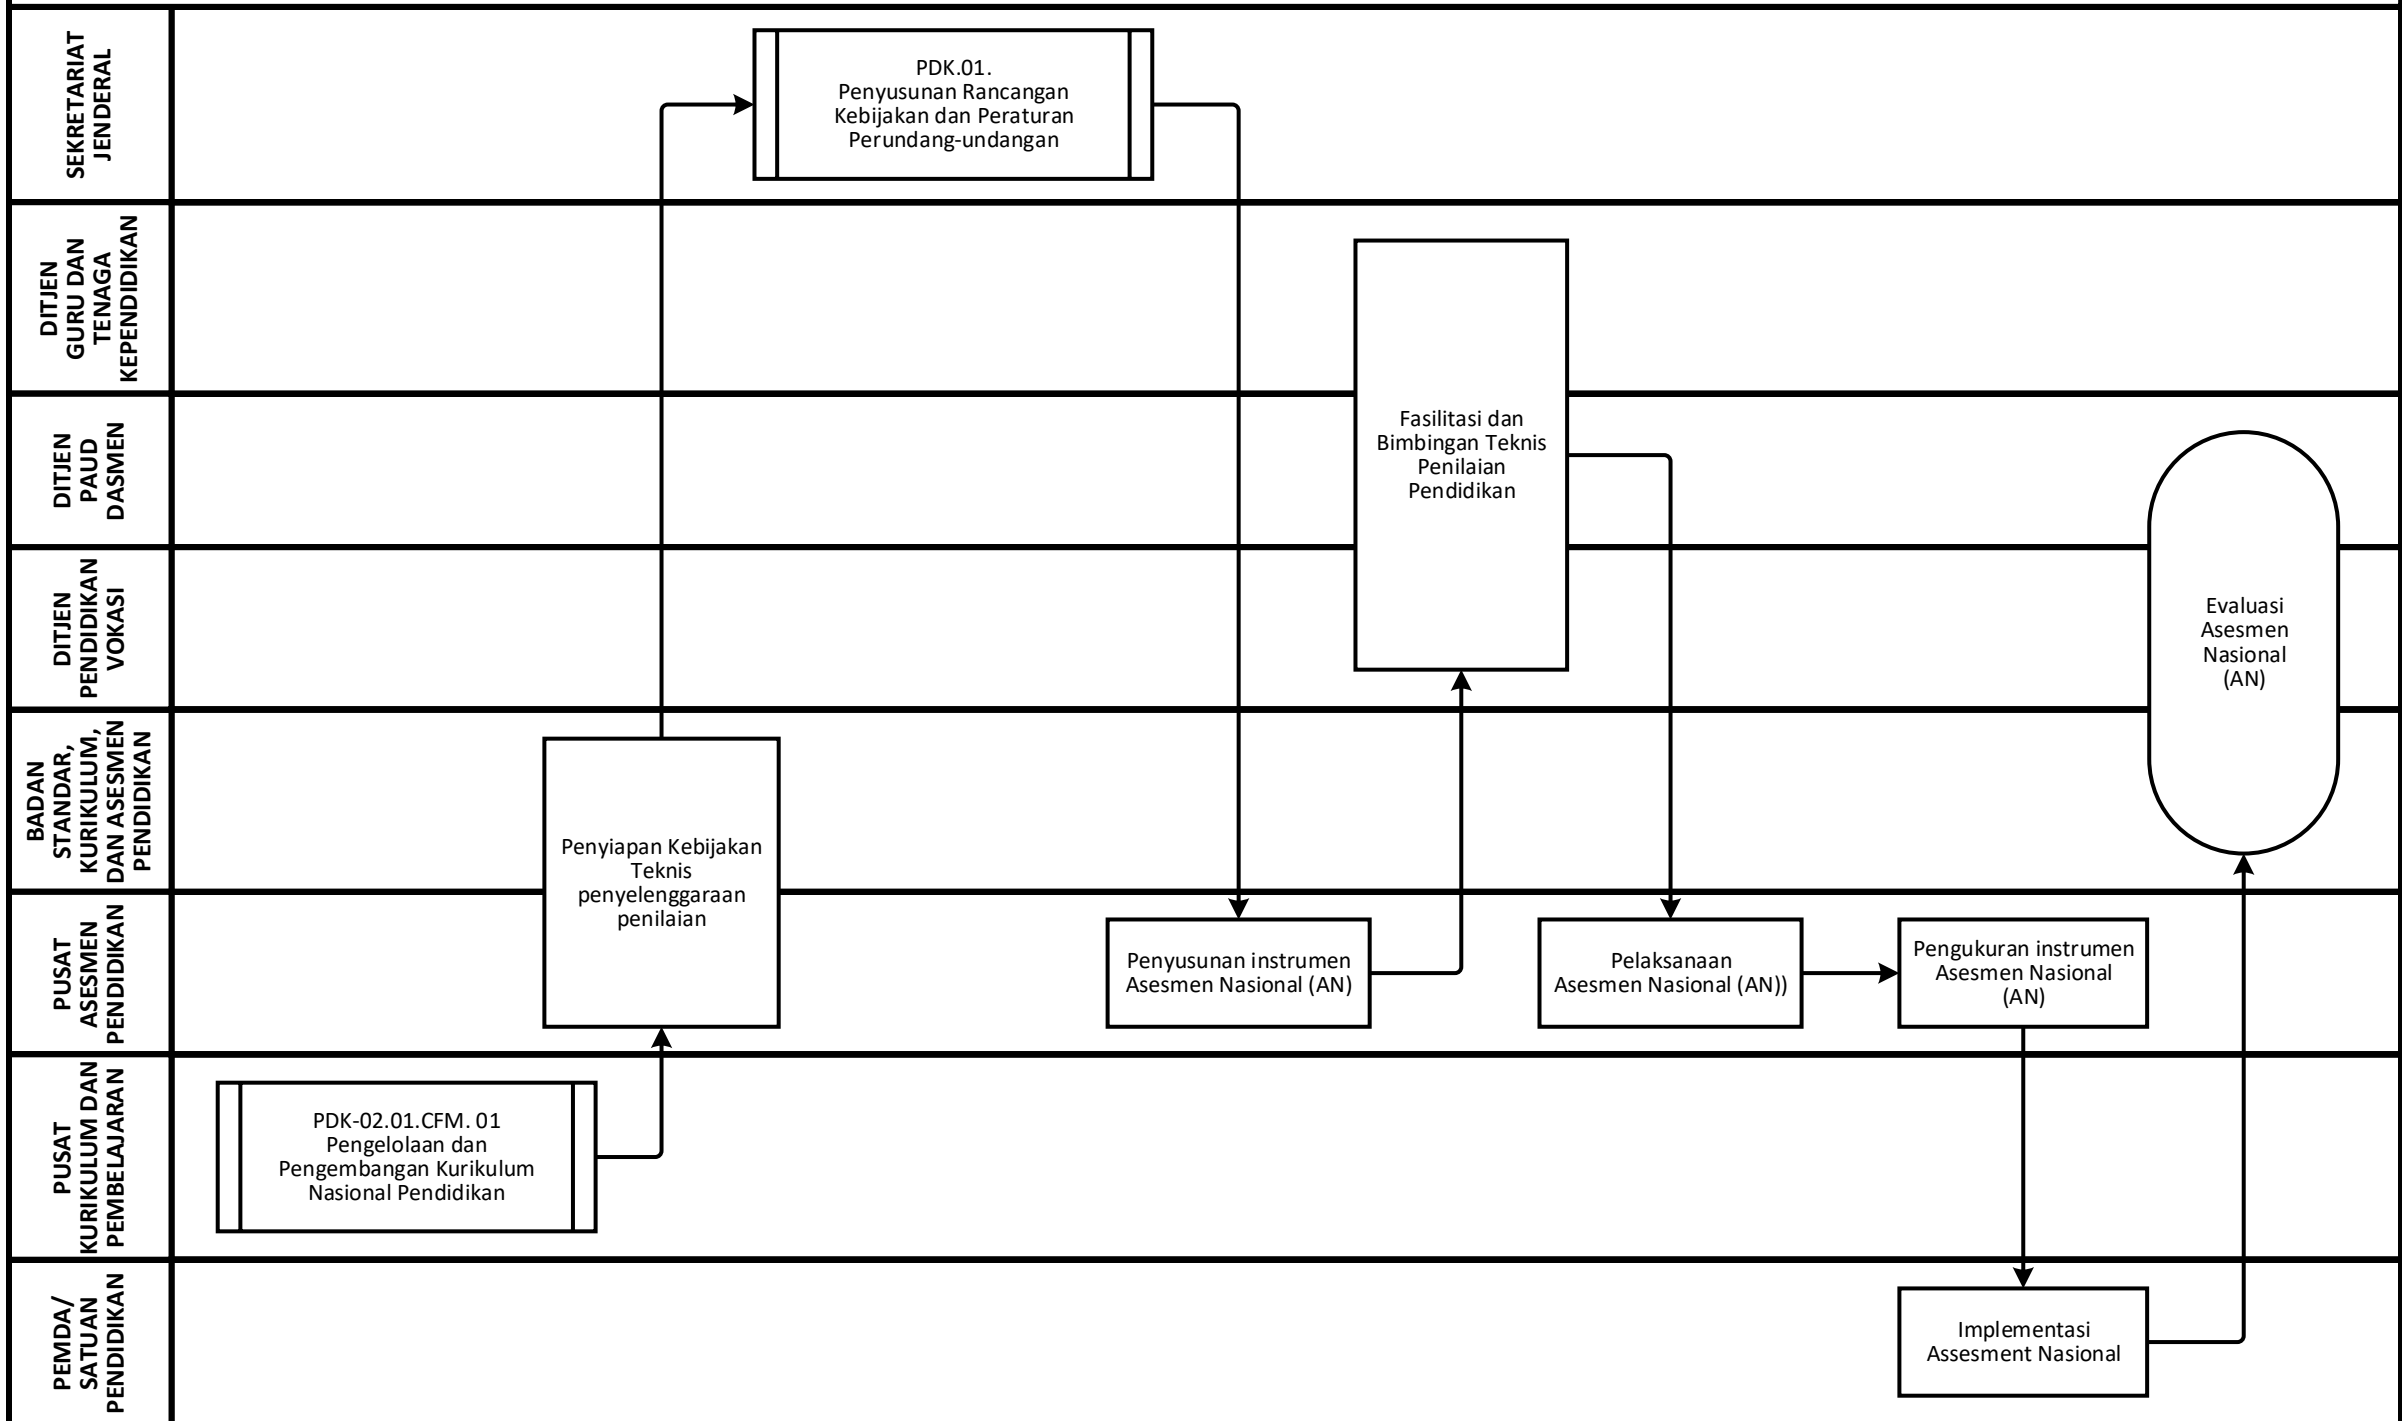 SEKRETARIAT
JENDERAL
PDK.01.
Penyusunan Rancangan
Kebijakan dan Peraturan
Perundang-undangan
DITJEN
GURU DAN
TENAGA
KEPENDIDIKAN
DITJEN
PAUD
DASMEN
Fasilitasi dan
Bimbingan Teknis
Penilaian
Pendidikan
DITJEN
PENDIDIKAN
VOKASI
Evaluasi
Asesmen
Nasional
(AN)
BADAN
STANDAR,
KURIKULUM,
DAN ASESMEN
PENDIDIKAN
Penyiapan Kebijakan
Teknis
penyelenggaraan
penilaian
PUSAT
ASESMEN
PENDIDIKAN
Penyusunan instrumen
Asesmen Nasional (AN)
Pelaksanaan
Asesmen Nasional (AN))
Pengukuran instrumen
Asesmen Nasional
(AN)
PUSAT
KURIKULUM DAN
PEMBELAJARAN
PDK-02.01.CFM. 01
Pengelolaan dan
Pengembangan Kurikulum
Nasional Pendidikan
PEMDA/
SATUAN
PENDIDIKAN
Implementasi
Assesment Nasional